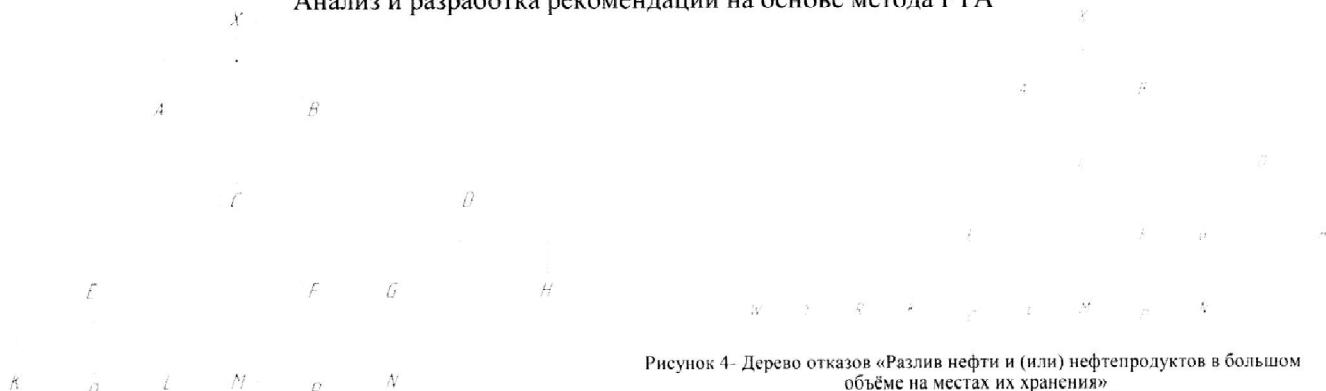 Анализ и разработка рекомендаций на основе метода FTA
X
A B
C D
E F G H
K O L M P N
X
A B
W R M N
Рисунок 4- Дерево отказов «Разлив нефти и (или) нефтепродуктов в большом
объёме на местах их хранения»